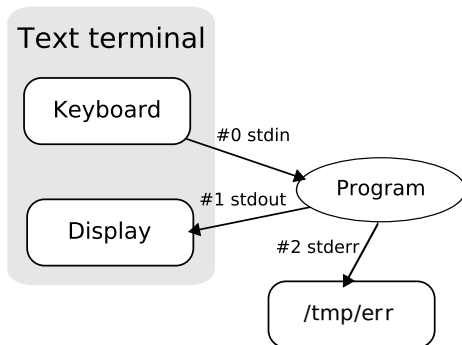 Text terminal
Keyboard
#0 stdin
Program
#1 stdout
Display
#2 stderr
/tmp/err